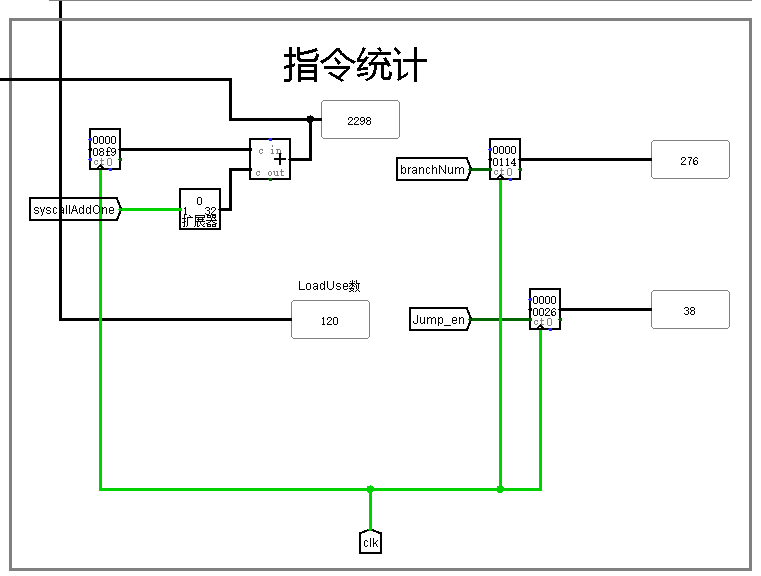 指令统计
2298
0000
08f9
ct0
c in
+
c out
0000
0114
ct0
276
branchNum
syscallAddOne
0
1 32
扩展器
LoadUse数
120
0000
0026
ct0
38
Jump_en
clk